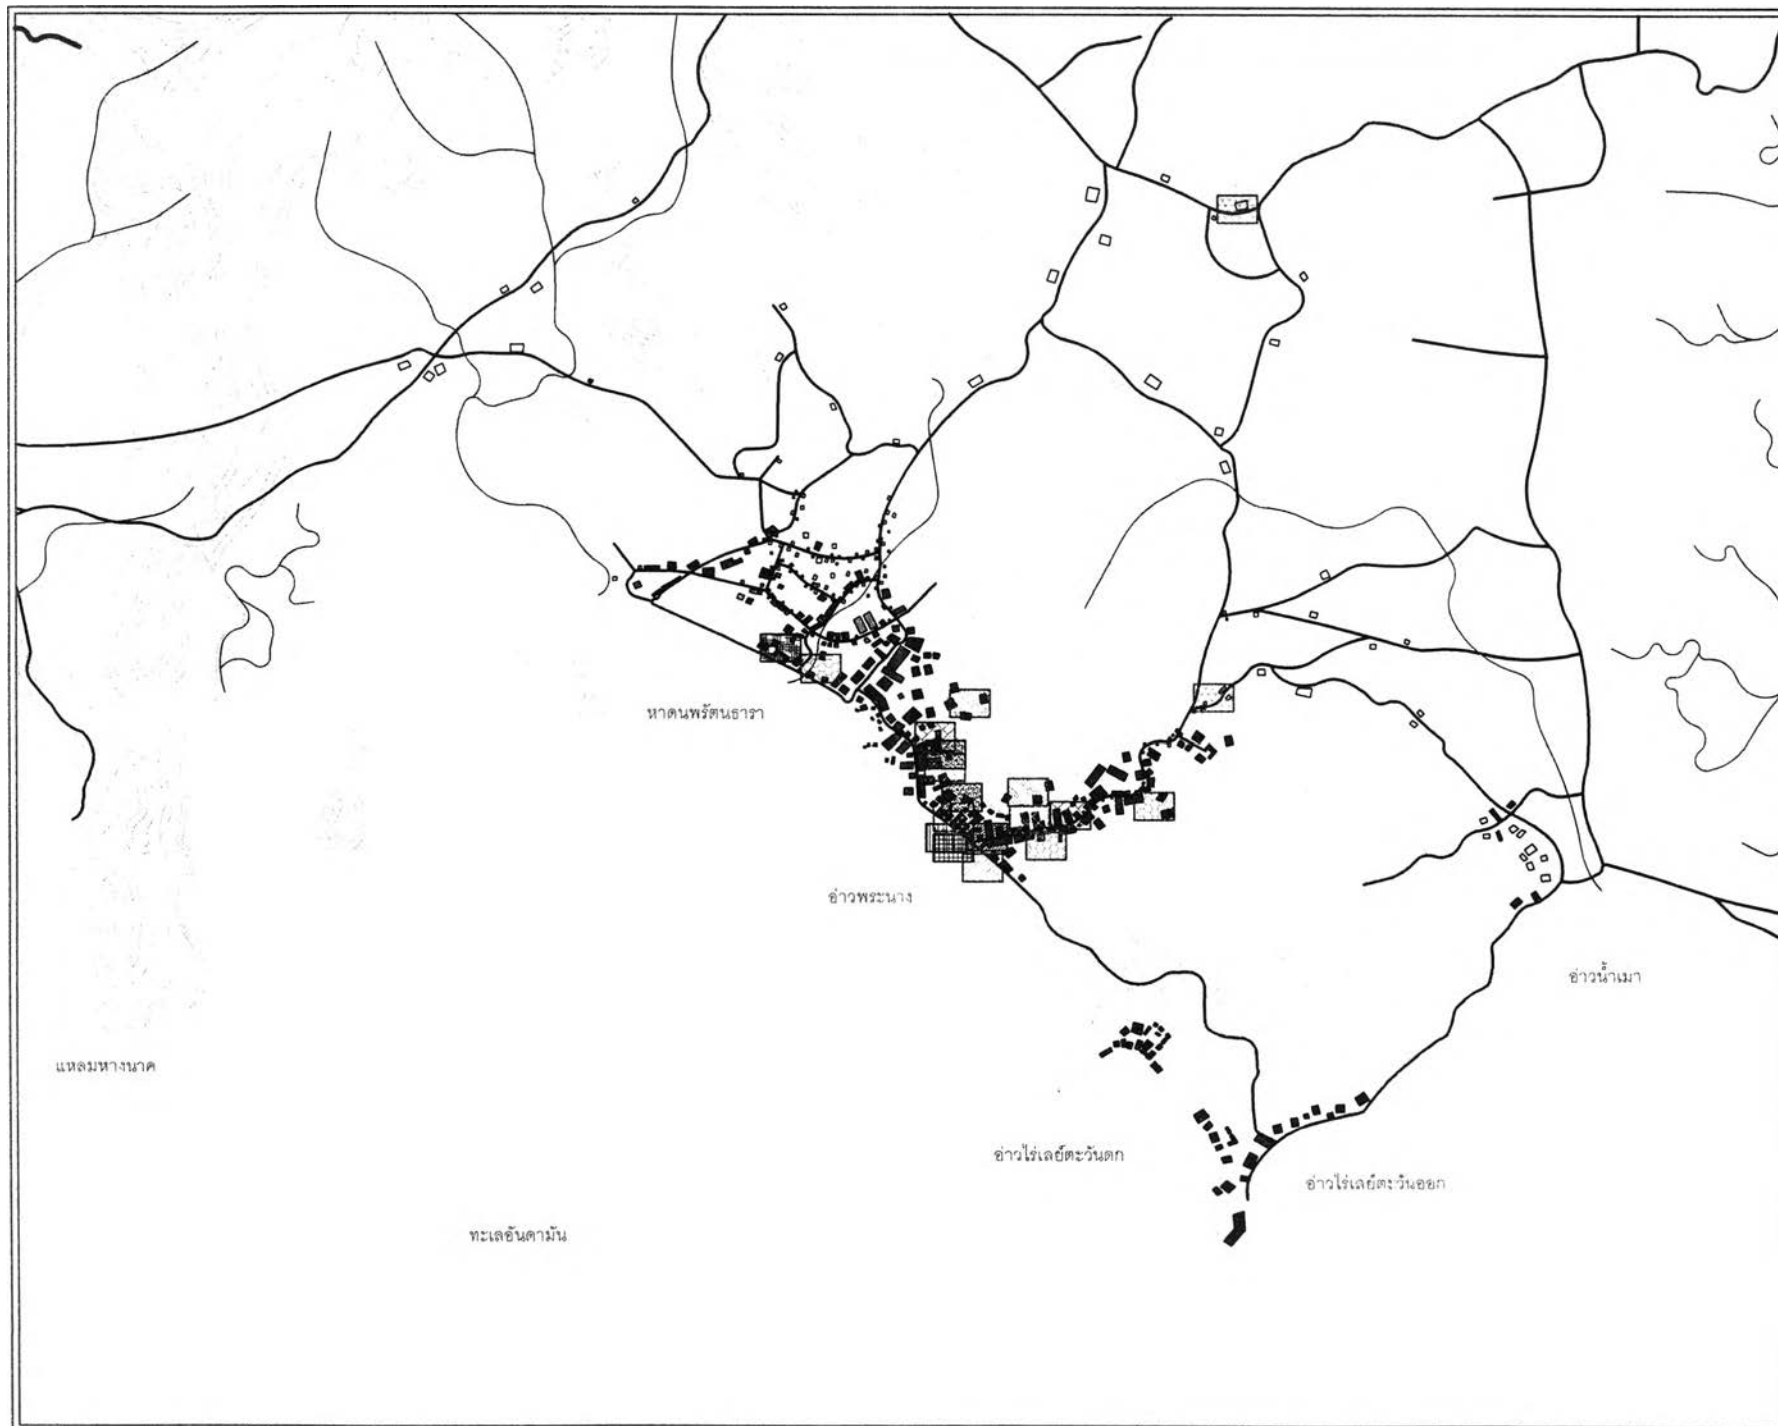 หาดนพรัตนธารา
อ่าวพระนาง
อ่าวน้ำเมา
แหลมหางนาค
อ่าวไร่เลย์ตะวันตก
อ่าวไร่เลย์ตะวันออก
ทะเลอันดามัน